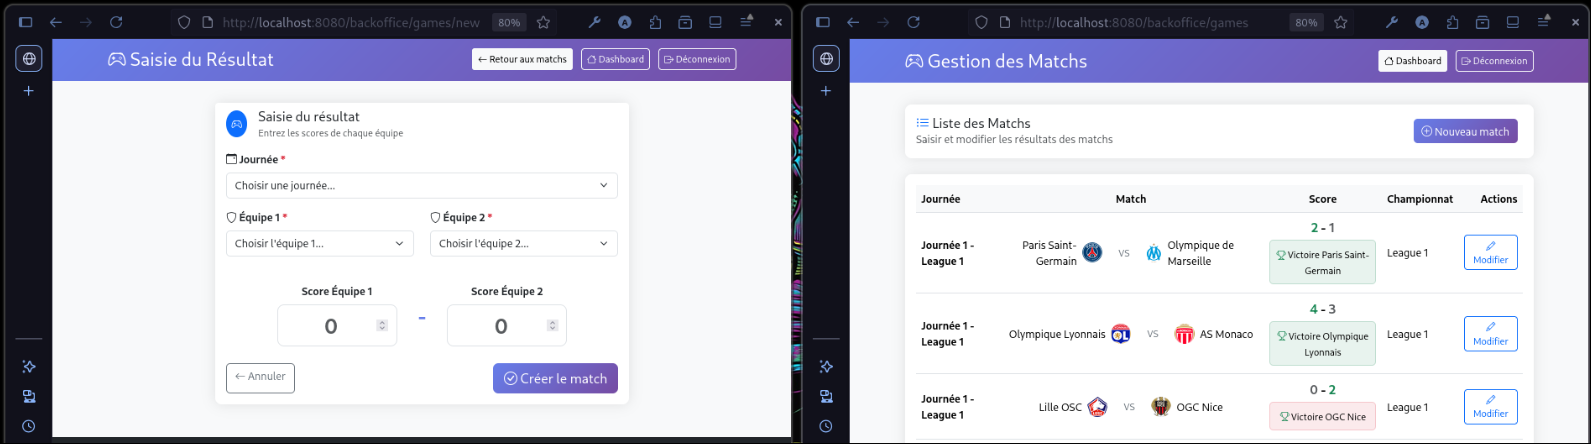 http://localhost:8080/backoffice/games/new
80%
Saisie du Résultat
← Retour aux matchs
Dashboard
Déconnexion
Saisie du résultat
Entrez les scores de chaque équipe
Journée *
Choisir une journée...
Équipe 1 *
Équipe 2 *
Choisir l'équipe 1...
Choisir l'équipe 2...
Score Équipe 1
Score Équipe 2
0 - 0
← Annuler
Créer le match
http://localhost:8080/backoffice/games
80%
Gestion des Matchs
Dashboard
Déconnexion
Liste des Matchs
Saisir et modifier les résultats des matchs
Nouveau match
Journée Match Score Championnat Actions
Journée 1 -
League 1
Paris Saint-
Germain
VS
Olympique de
Marseille
2 - 1
Victoire Paris Saint-
Germain
League 1
Modifier
Journée 1 -
League 1
Olympique Lyonnais
VS
AS Monaco
4 - 3
Victoire Olympique
Lyonnais
League 1
Modifier
Journée 1 -
League 1
Lille OSC
VS
OGC Nice
0 - 2
Victoire OGC Nice
League 1
Modifier